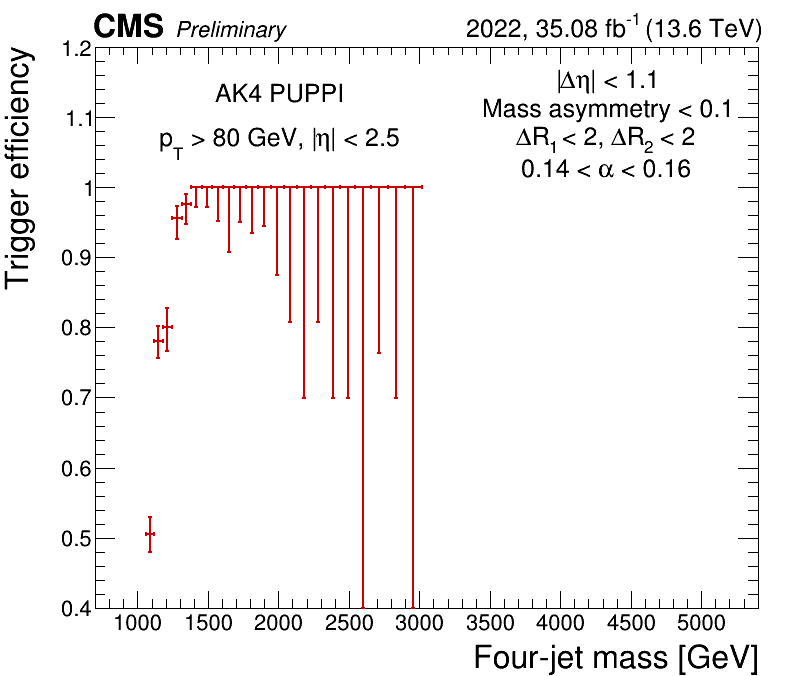 CMS Preliminary 2022, 35.08 fb⁻¹ (13.6 TeV)
Trigger efficiency
1.2
1.1
1
0.9
0.8
0.7
0.6
0.5
0.4
AK4 PUPPI
p_T > 80 GeV, |η| < 2.5
|Δη| < 1.1
Mass asymmetry < 0.1
ΔR₁ < 2, ΔR₂ < 2
0.14 < α < 0.16
1000 1500 2000 2500 3000 3500 4000 4500 5000
Four-jet mass [GeV]